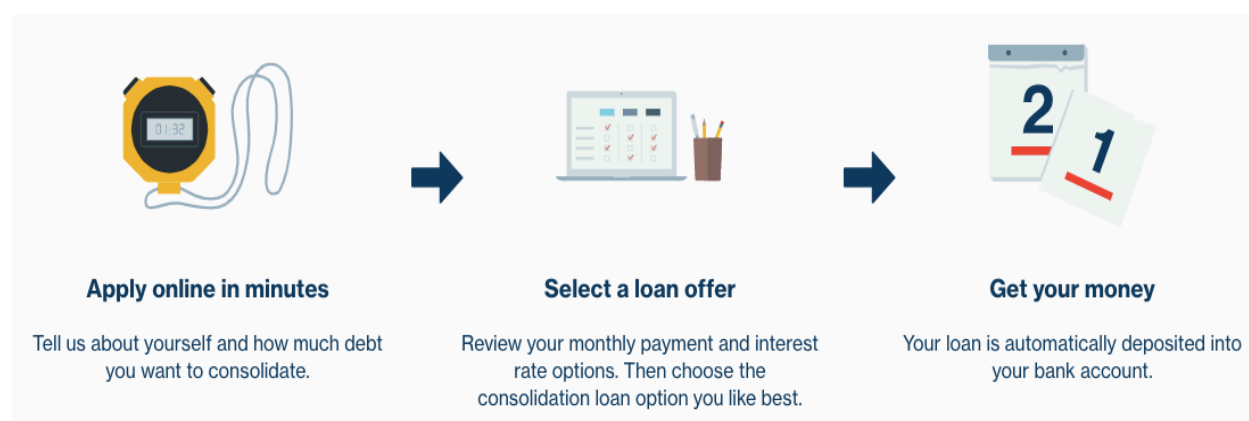 01:32
2
1
Apply online in minutes
Tell us about yourself and how much debt
you want to consolidate.
Select a loan offer
Review your monthly payment and interest
rate options. Then choose the
consolidation loan option you like best.
Get your money
Your loan is automatically deposited into
your bank account.